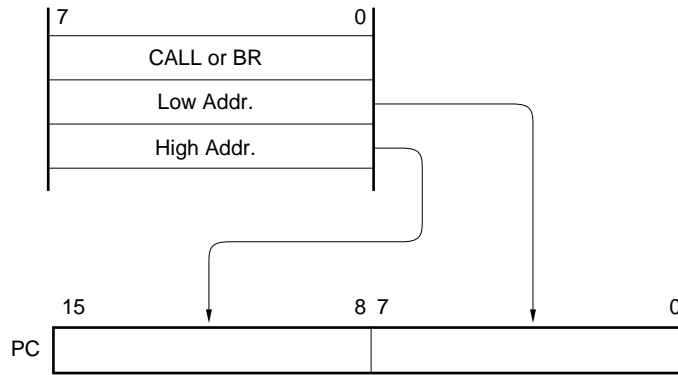 7 0
CALL or BR
Low Addr.
High Addr.
15 8 7 0
PC